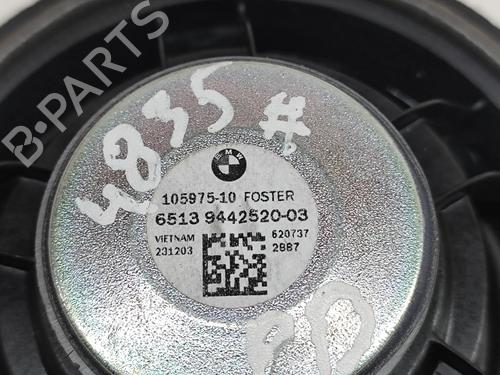 B-PARTS
4835#
BMW
105975-10 FOSTER
6513 9442520-03
VIETNAM 620737
231203 2887
PD